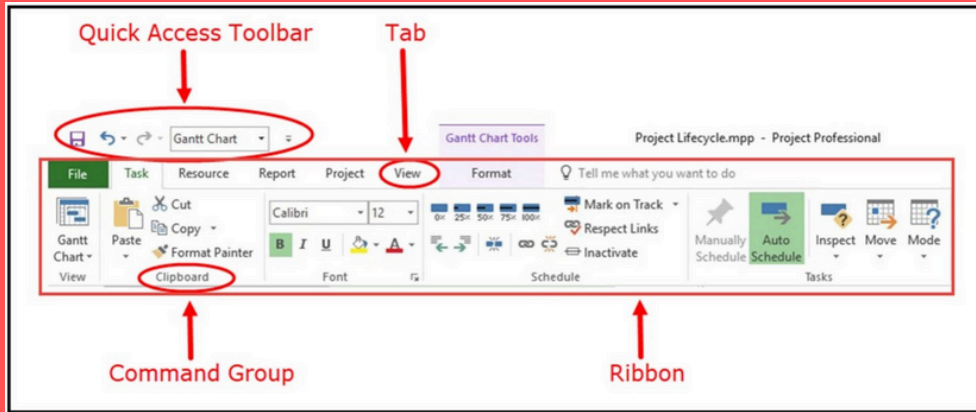 Quick Access Toolbar Tab
Gantt Chart
Gantt Chart Tools
Project Lifecycle.mpp - Project Professional
File Task Resource Report Project View Format Tell me what you want to do
Gantt Chart
Paste
Cut
Copy
Format Painter
Calibri 12
B I U A
0× 25× 50× 75× 100×
Mark on Track
Respect Links
Inactivate
Manually Schedule
Auto Schedule
Inspect Move Mode
View Clipboard Font Schedule Tasks
Command Group Ribbon